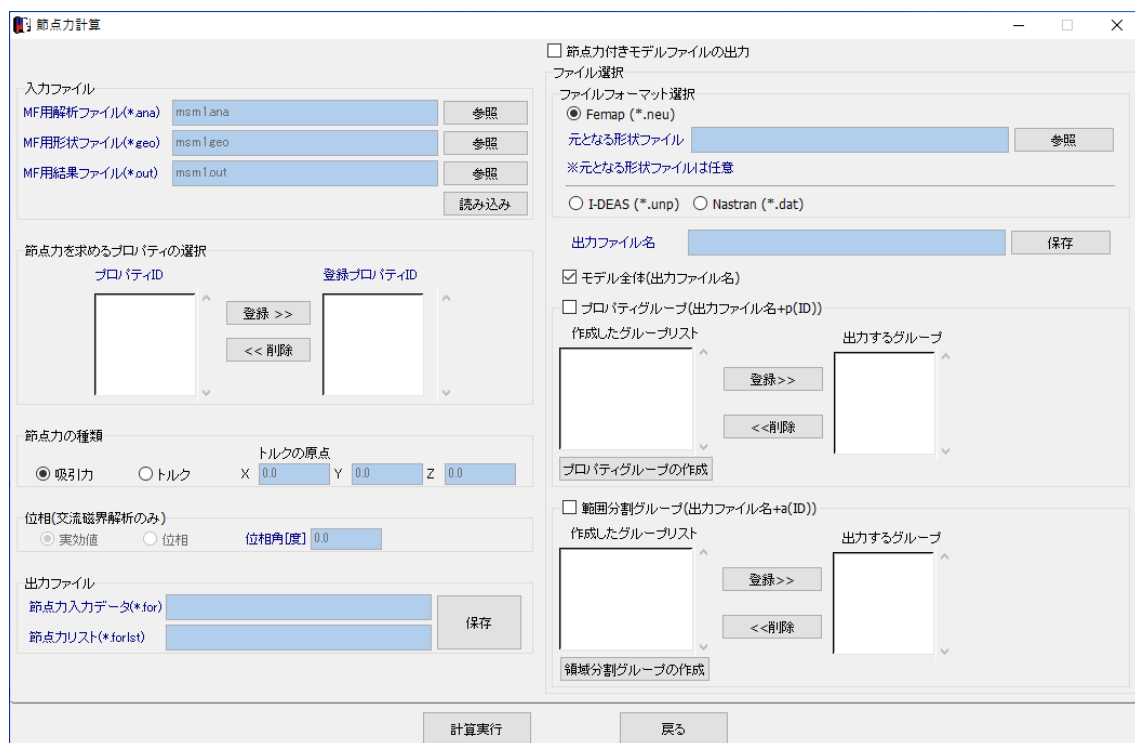 節点力計算
入力ファイル
MF用解析ファイル(*.ana)
msm1.ana
参照
MF用形状ファイル(*.geo)
msm1.geo
参照
MF用結果ファイル(*.out)
msm1.out
参照
読み込み
節点力を求めるプロパティの選択
プロパティID
登録プロパティID
登録 >>
<< 削除
節点力の種類
トルクの原点
吸引力
トルク
X
0.0
Y
0.0
Z
0.0
位相(交流磁界解析のみ)
実効値
位相
位相角[度]
0.0
出力ファイル
節点力入力データ(*.for)
節点力リスト(*.forlst)
保存
節点力付きモデルファイルの出力
ファイル選択
ファイルフォーマット選択
Femap (*.neu)
元となる形状ファイル
参照
※元となる形状ファイルは任意
I-DEAS (*.unp)
Nastran (*.dat)
出力ファイル名
保存
モデル全体(出力ファイル名)
プロパティグループ(出力ファイル名+p(ID))
作成したグループリスト
出力するグループ
登録>>
<<削除
プロパティグループの作成
範囲分割グループ(出力ファイル名+a(ID))
作成したグループリスト
出力するグループ
登録>>
<<削除
領域分割グループの作成
計算実行
戻る